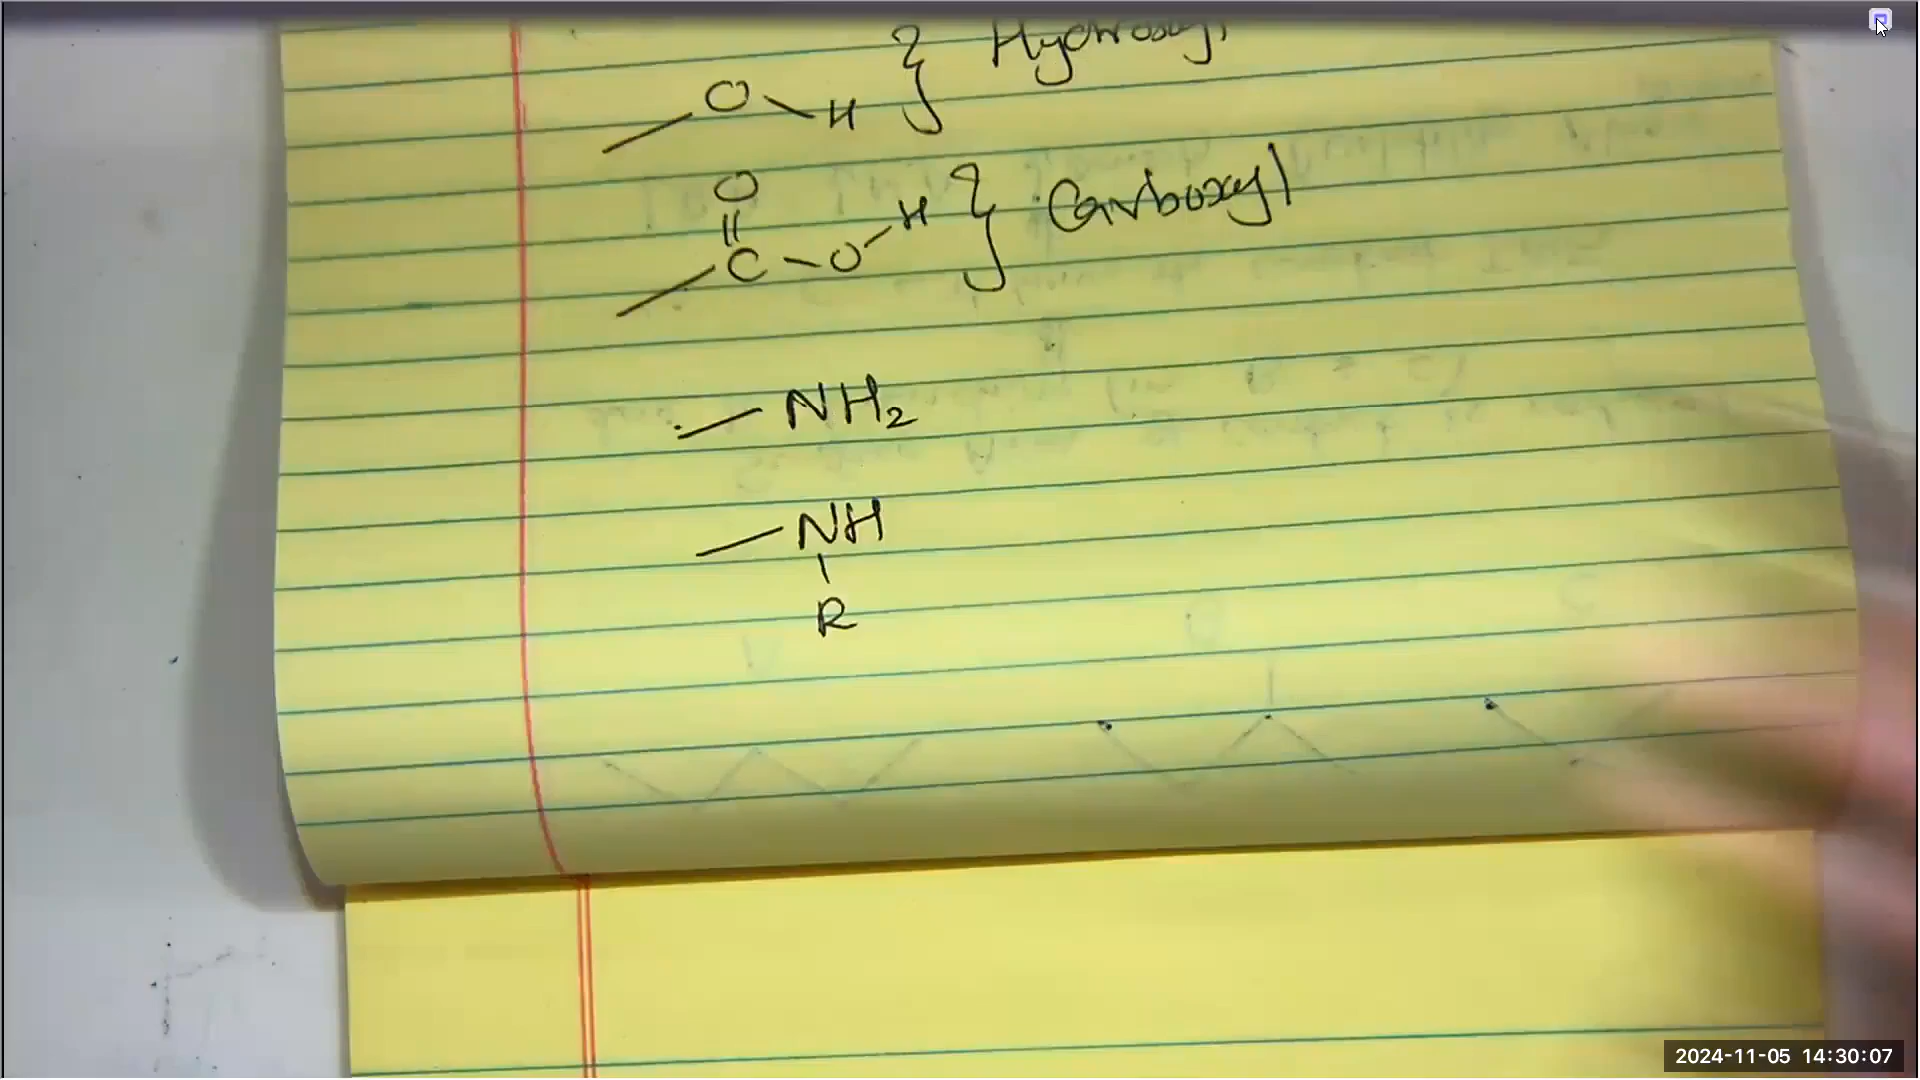 Hydroxyl
O H }
O
||
C - O - H } Carboxyl
NH2
NH
R
2024-11-05 14:30:07